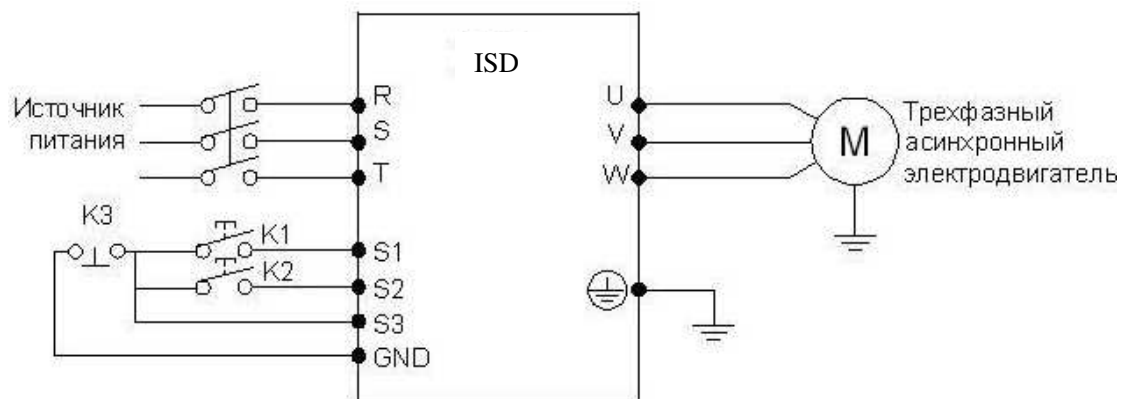 ISD
Источник
питания
R
S
T
U
V
W
M
Трехфазный
асинхронный
электродвигатель
K3
K1
K2
S1
S2
S3
GND